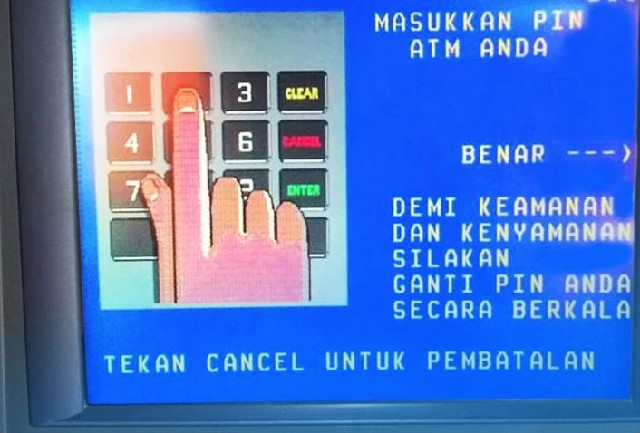 MASUKKAN PIN
ATM ANDA
1 3 CLEAR
4 6 CANCEL
7 ENTER
BENAR --->
DEMI KEAMANAN
DAN KENYAMANAN
SILAKAN
GANTI PIN ANDA
SECARA BERKALA
TEKAN CANCEL UNTUK PEMBATALAN